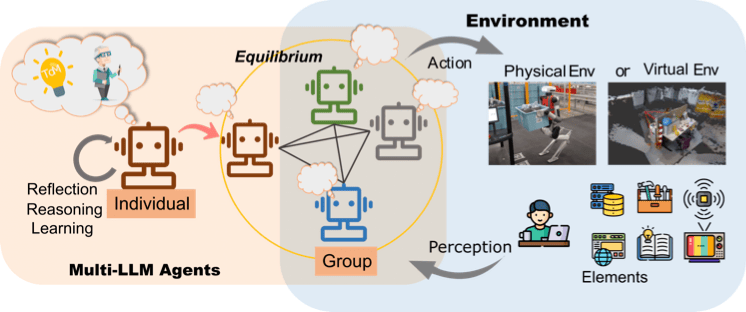 Environment
Equilibrium
Action
Physical Env or Virtual Env
ToM
Reflection
Reasoning
Learning
Individual
Perception
Group
Elements
Multi-LLM Agents